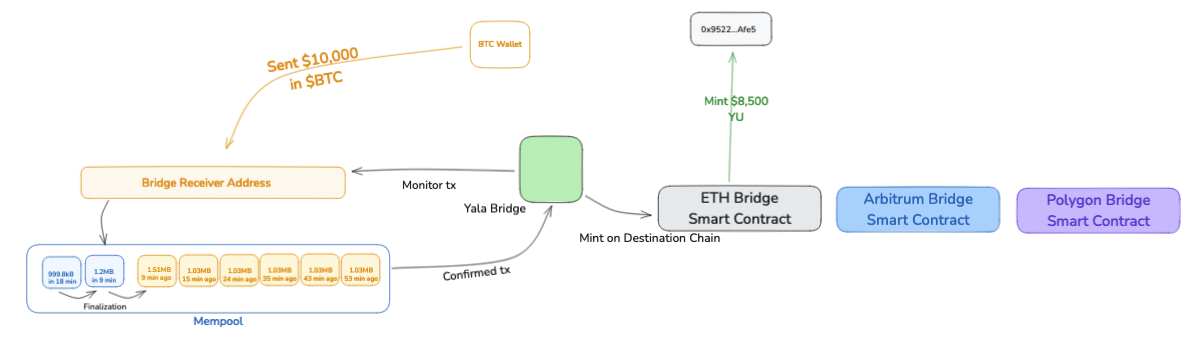 0x9522...Afe5
BTC Wallet
Sent $10,000
in $BTC
Mint $8,500
YU
Bridge Receiver Address
Monitor tx
Yala Bridge
ETH Bridge
Smart Contract
Arbitrum Bridge
Smart Contract
Polygon Bridge
Smart Contract
Mint on Destination Chain
999.8kB
in 18 min
1.2MB
in 9 min
1.51MB
9 min ago
1.03MB
15 min ago
1.03MB
24 min ago
1.03MB
35 min ago
1.03MB
43 min ago
1.03MB
53 min ago
Finalization
Confirmed tx
Mempool